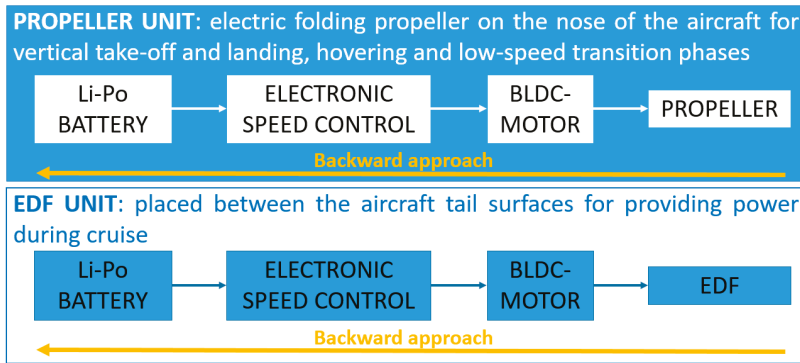 PROPELLER UNIT: electric folding propeller on the nose of the aircraft for
vertical take-off and landing, hovering and low-speed transition phases
Li-Po
BATTERY
ELECTRONIC
SPEED CONTROL
BLDC-
MOTOR
PROPELLER
Backward approach
EDF UNIT: placed between the aircraft tail surfaces for providing power
during cruise
Li-Po
BATTERY
ELECTRONIC
SPEED CONTROL
BLDC-
MOTOR
EDF
Backward approach